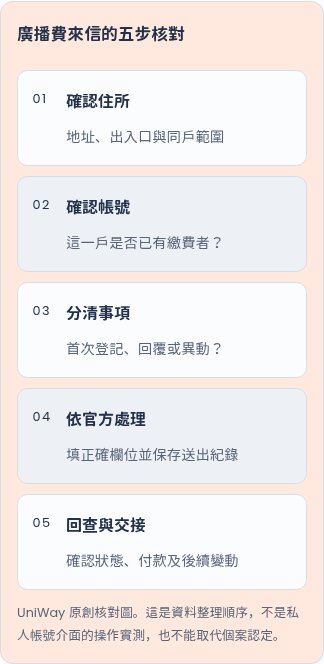 廣播費來信的五步核對
01 確認住所
地址、出入口與同戶範圍
02 確認帳號
這一戶是否已有繳費者？
03 分清事項
首次登記、回覆或異動？
04 依官方處理
填正確欄位並保存送出紀錄
05 回查與交接
確認狀態、付款及後續變動
UniWay 原創核對圖。這是資料整理順序，不是私
人帳號介面的操作實測，也不能取代個案認定。